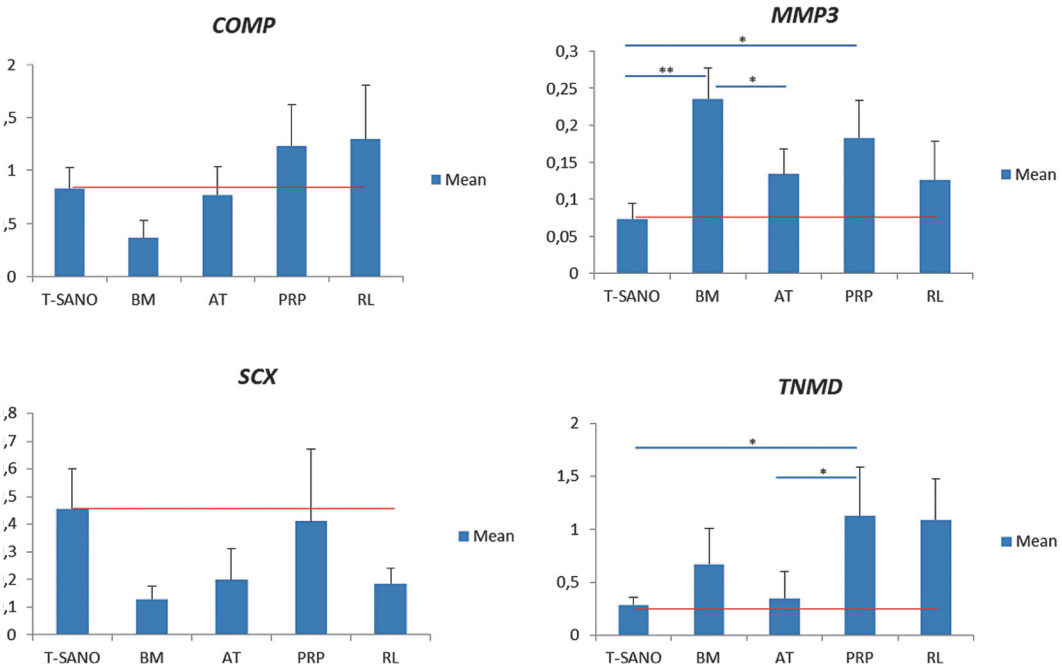 COMP
2
,5
1
,5
0
T-SANO BM AT PRP RL
Mean
MMP3
0,3
0,25
0,2
0,15
0,1
0,05
0
* ** *
T-SANO BM AT PRP RL
Mean
SCX
,8
,7
,6
,5
,4
,3
,2
,1
0
T-SANO BM AT PRP RL
Mean
TNMD
2
1,5
1
0,5
0
* *
T-SANO BM AT PRP RL
Mean